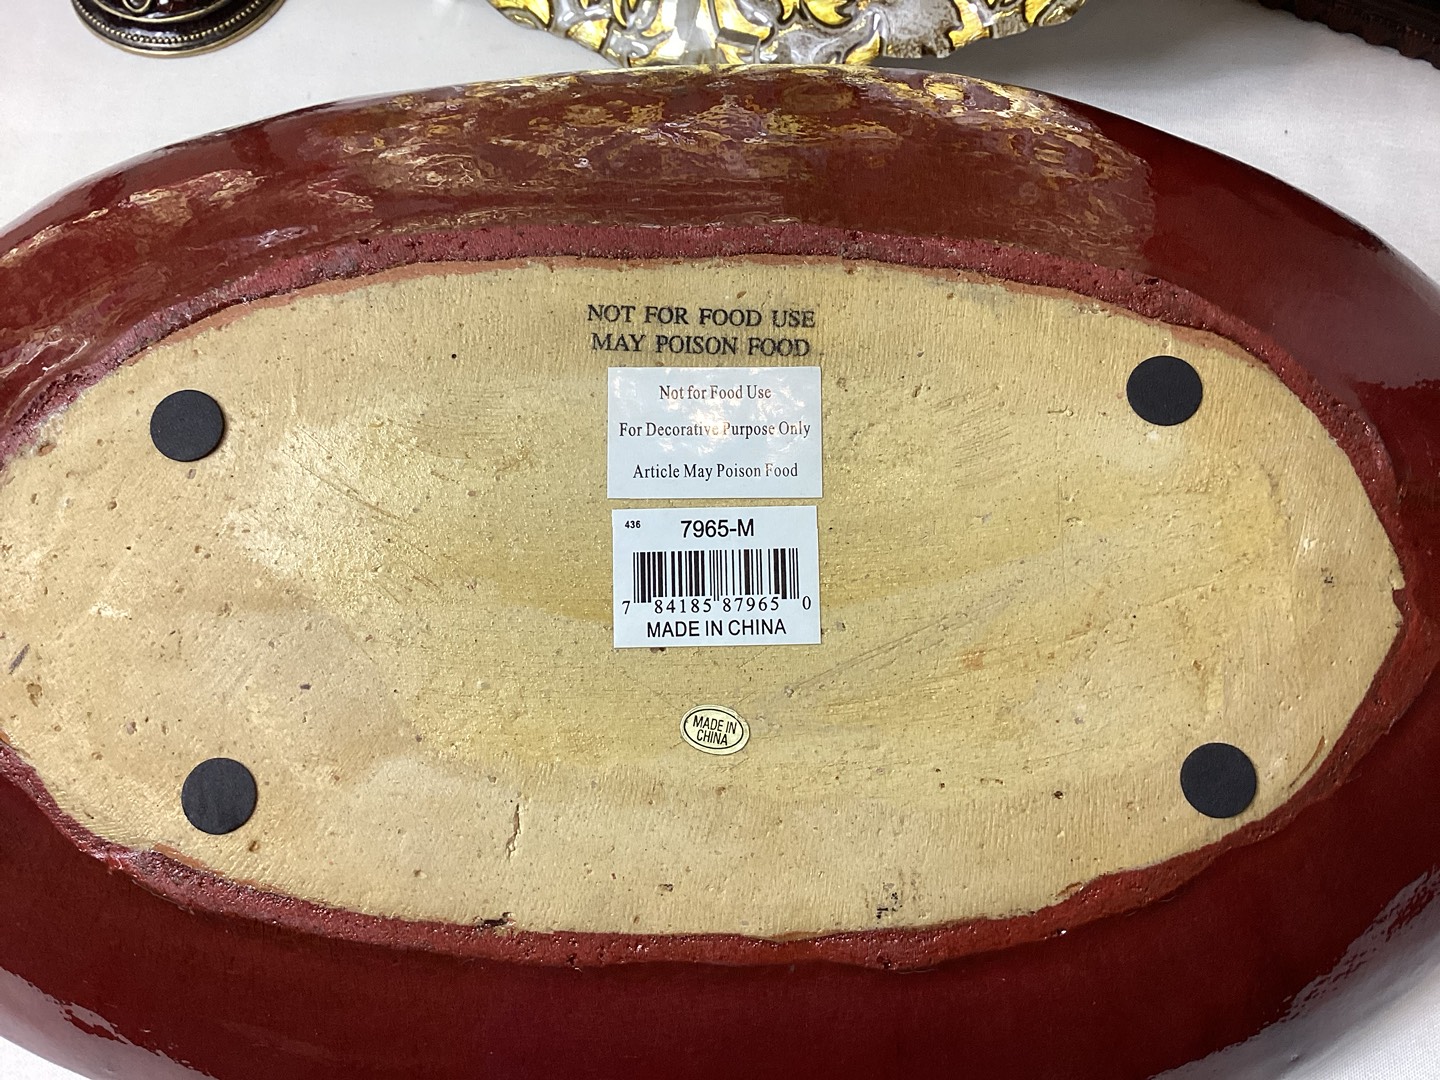 NOT FOR FOOD USE
MAY POISON FOOD
Not for Food Use
For Decorative Purpose Only
Article May Poison Food
436 7965-M
7 84185 87965 0
MADE IN CHINA
MADE IN
CHINA